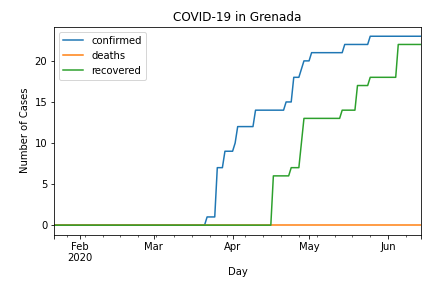 COVID-19 in Grenada
confirmed
deaths
recovered
Number of Cases
20
15
10
5
0
Feb
2020
Mar
Apr
May
Jun
Day